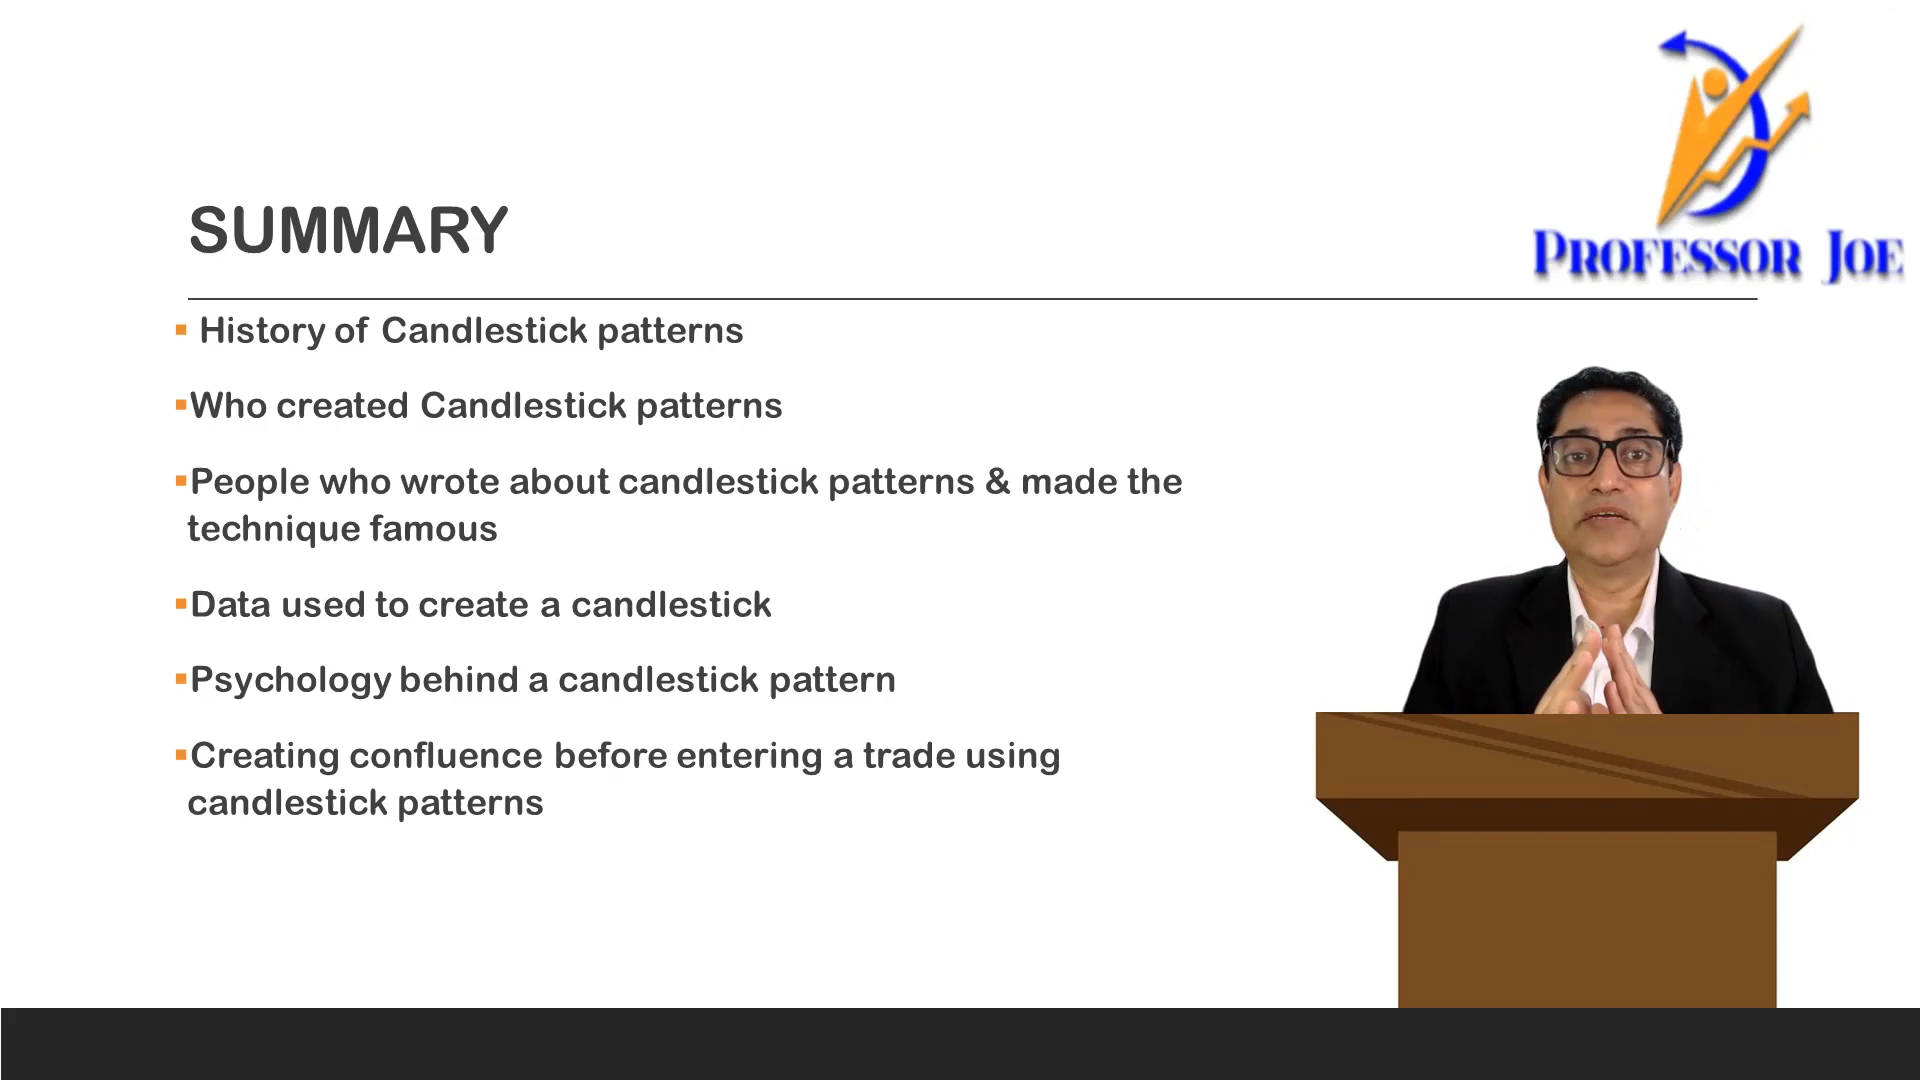 PROFESSOR JOE
SUMMARY
History of Candlestick patterns
Who created Candlestick patterns
People who wrote about candlestick patterns & made the
technique famous
Data used to create a candlestick
Psychology behind a candlestick pattern
Creating confluence before entering a trade using
candlestick patterns